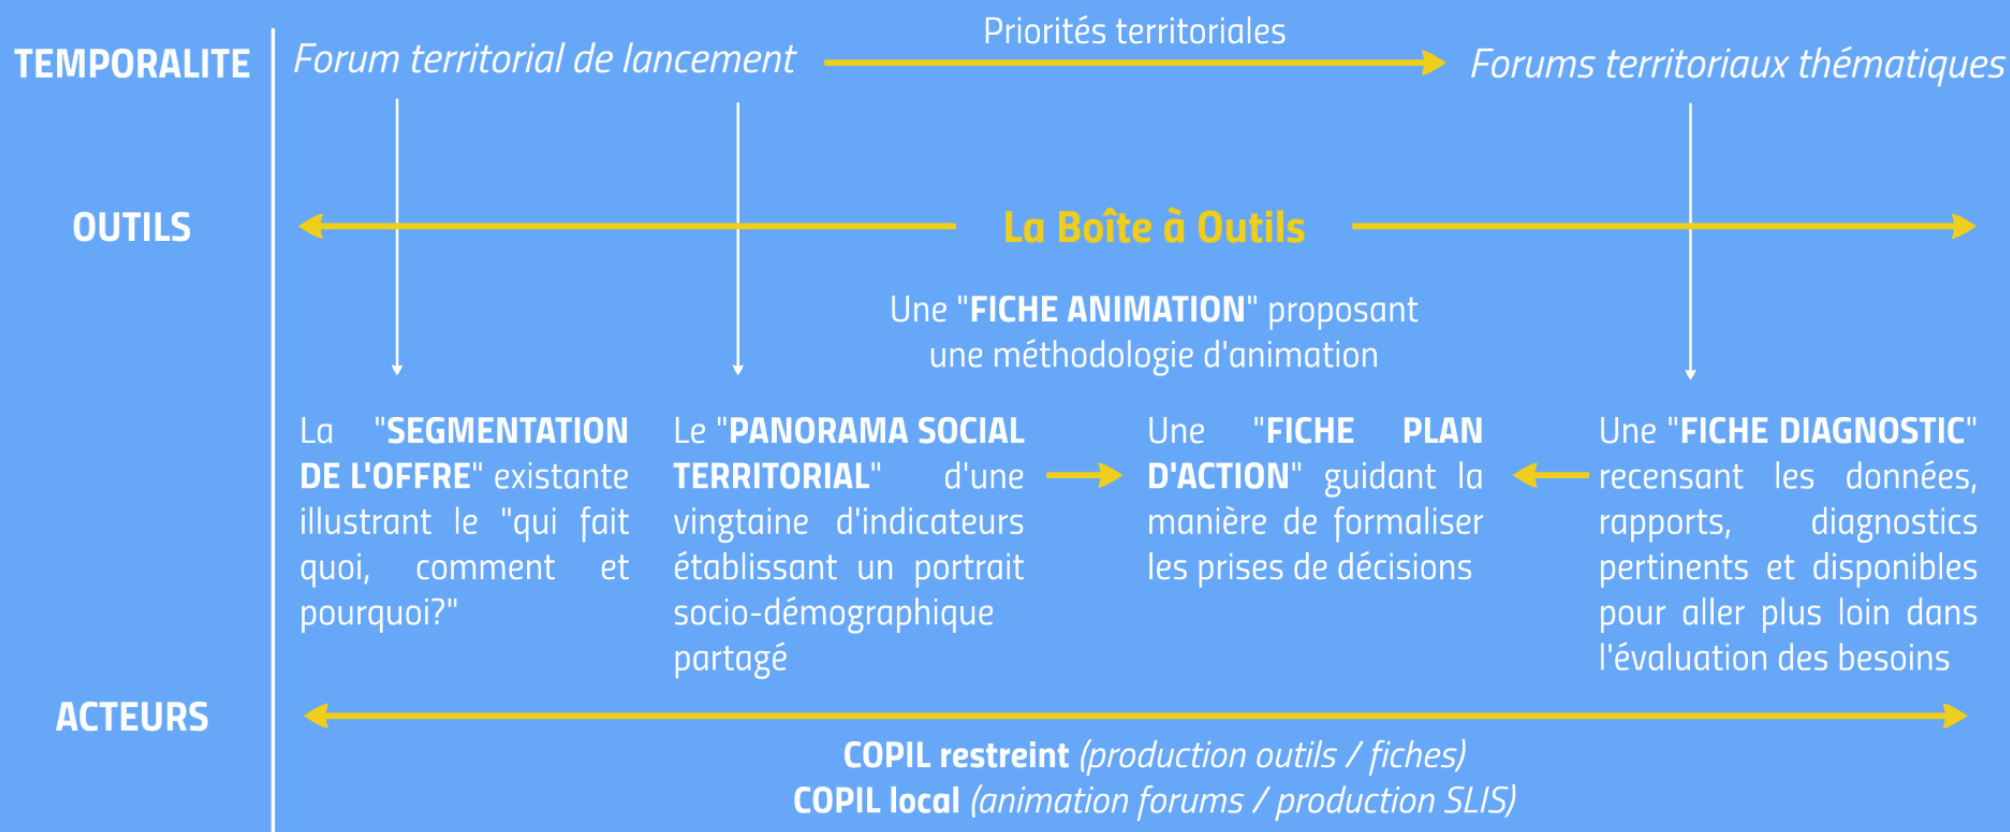 TEMPORALITE
Forum territorial de lancement
Priorités territoriales
Forums territoriaux thématiques
OUTILS
La Boîte à Outils
Une "FICHE ANIMATION" proposant
une méthodologie d'animation
La "SEGMENTATION
DE L'OFFRE" existante
illustrant le "qui fait
quoi, comment et
pourquoi?"
Le "PANORAMA SOCIAL
TERRITORIAL" d'une
vingtaine d'indicateurs
établissant un portrait
socio-démographique
partagé
Une "FICHE PLAN
D'ACTION" guidant la
manière de formaliser
les prises de décisions
Une "FICHE DIAGNOSTIC"
recensant les données,
rapports, diagnostics
pertinents et disponibles
pour aller plus loin dans
l'évaluation des besoins
ACTEURS
COPIL restreint (production outils / fiches)
COPIL local (animation forums / production SLIS)